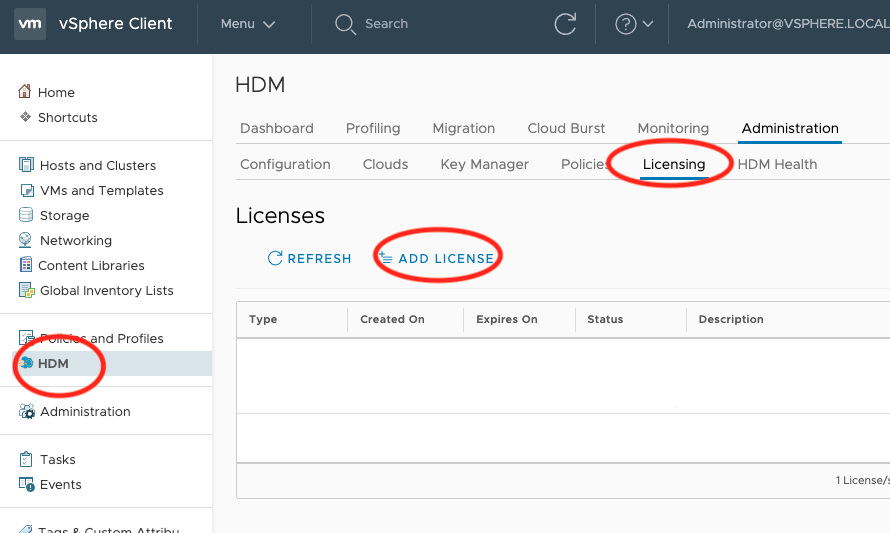 vm vSphere Client Menu Search Administrator@VSPHERE.LOCAL
Home
Shortcuts
Hosts and Clusters
VMs and Templates
Storage
Networking
Content Libraries
Global Inventory Lists
Policies and Profiles
HDM
Administration
Tasks
Events
Tags & Custom Attribu
HDM
Dashboard Profiling Migration Cloud Burst Monitoring Administration
Configuration Clouds Key Manager Policies Licensing HDM Health
Licenses
REFRESH ADD LICENSE
Type Created On Expires On Status Description
1 License/s